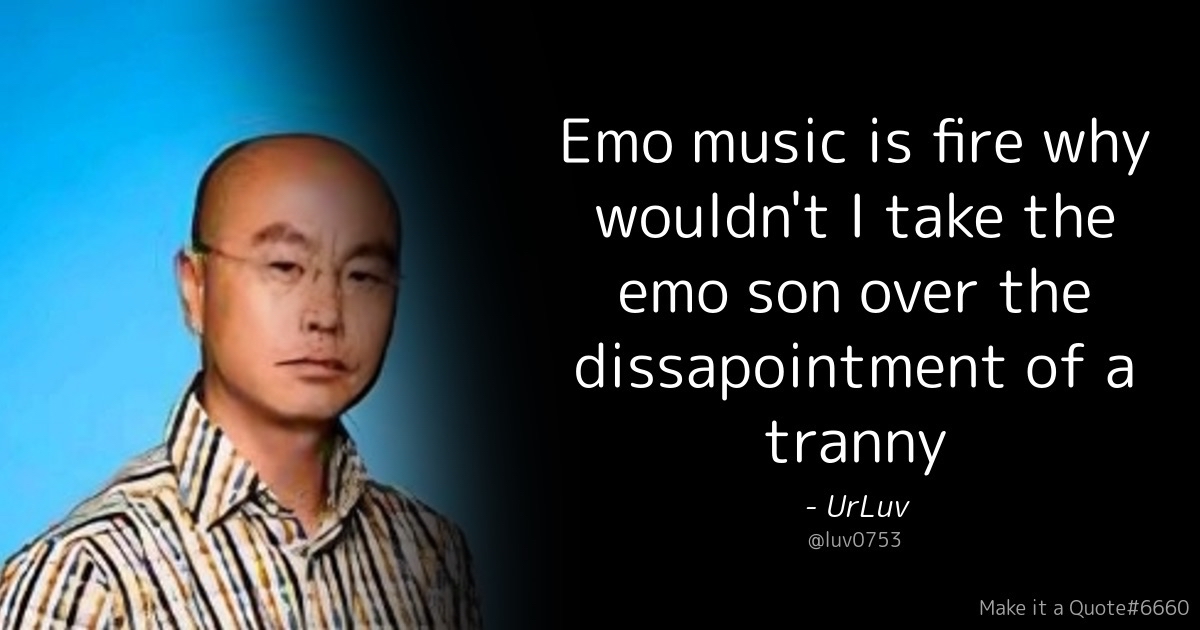 Emo music is fire why
wouldn't I take the
emo son over the
dissapointment of a
tranny
- UrLuv
@luv0753
Make it a Quote#6660